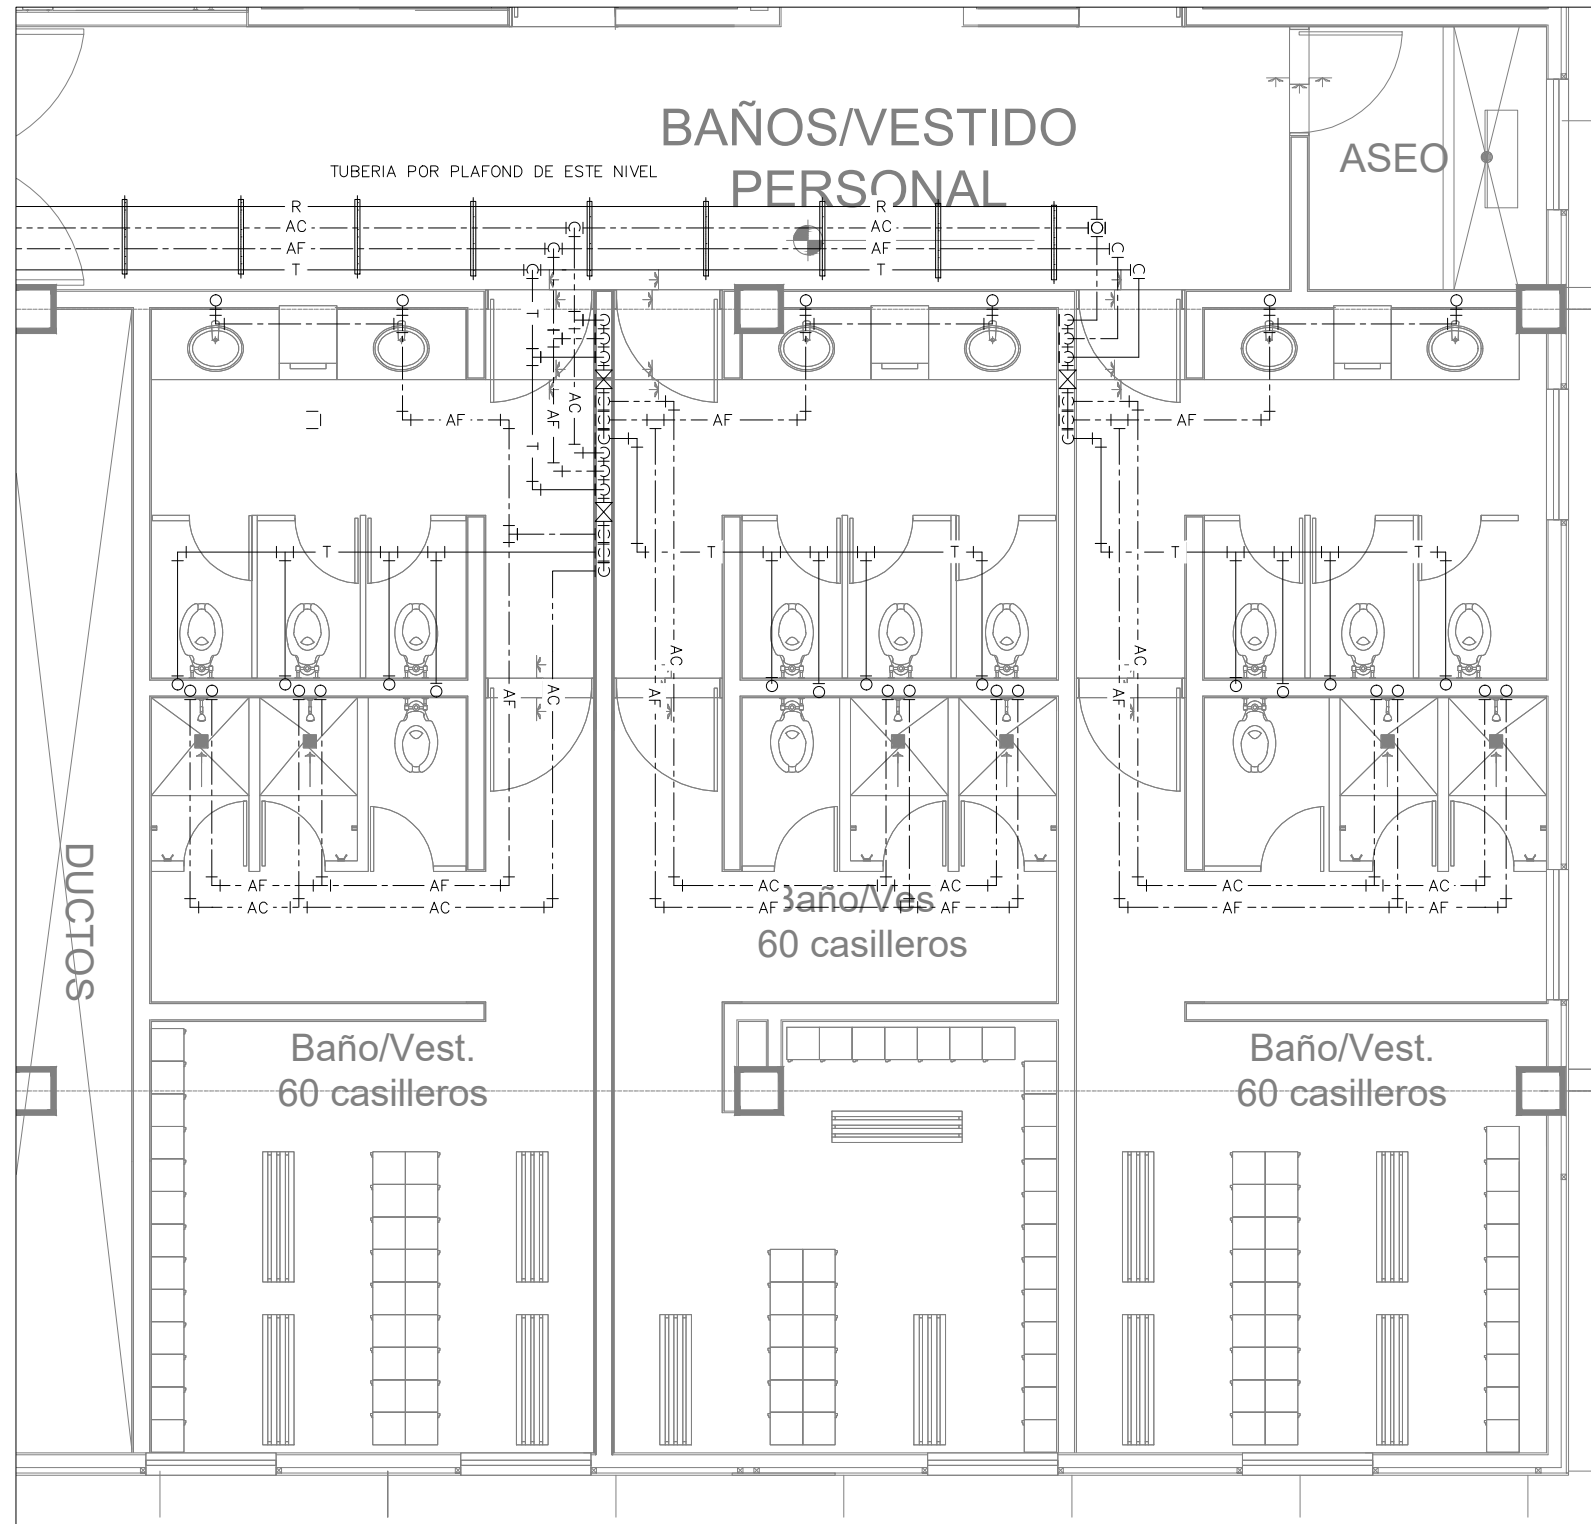 BAÑOS/VESTIDO
PERSONAL
ASEO
TUBERIA POR PLAFOND DE ESTE NIVEL
R
R
AC
AC
AF
AF
T
T
T
AF
AC
T
AF
AF
AF
T
T
T
T
T
AC
AC
AF
AC
AF
AF
AF
AF
AC
AC
AC
AC
AC
AC
AF
AF
AF
AF
DUCTOS
Baño/Ves
60 casilleros
Baño/Vest.
60 casilleros
Baño/Vest.
60 casilleros